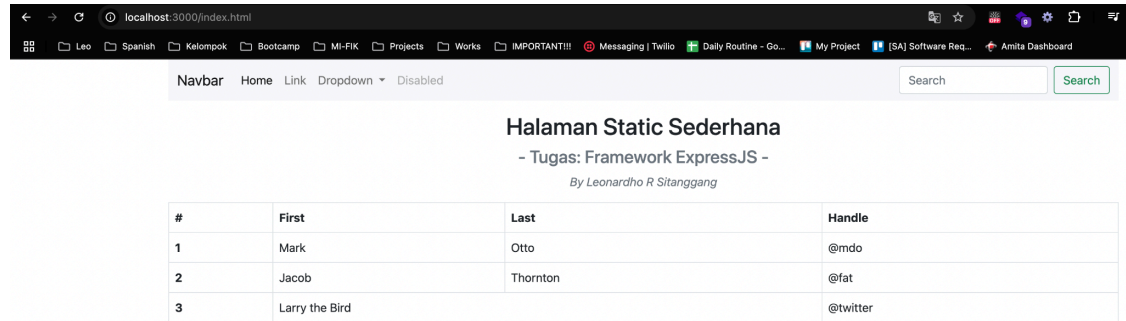 localhost:3000/index.html
OFF
9
Leo Spanish Kelompok Bootcamp MI-FIK Projects Works IMPORTANT!!! Messaging | Twilio Daily Routine - Go... My Project [SA] Software Req... Amita Dashboard
Navbar Home Link Dropdown Disabled Search Search
Halaman Static Sederhana
- Tugas: Framework ExpressJS -
By Leonardho R Sitanggang
# First Last Handle
1 Mark Otto @mdo
2 Jacob Thornton @fat
3 Larry the Bird @twitter